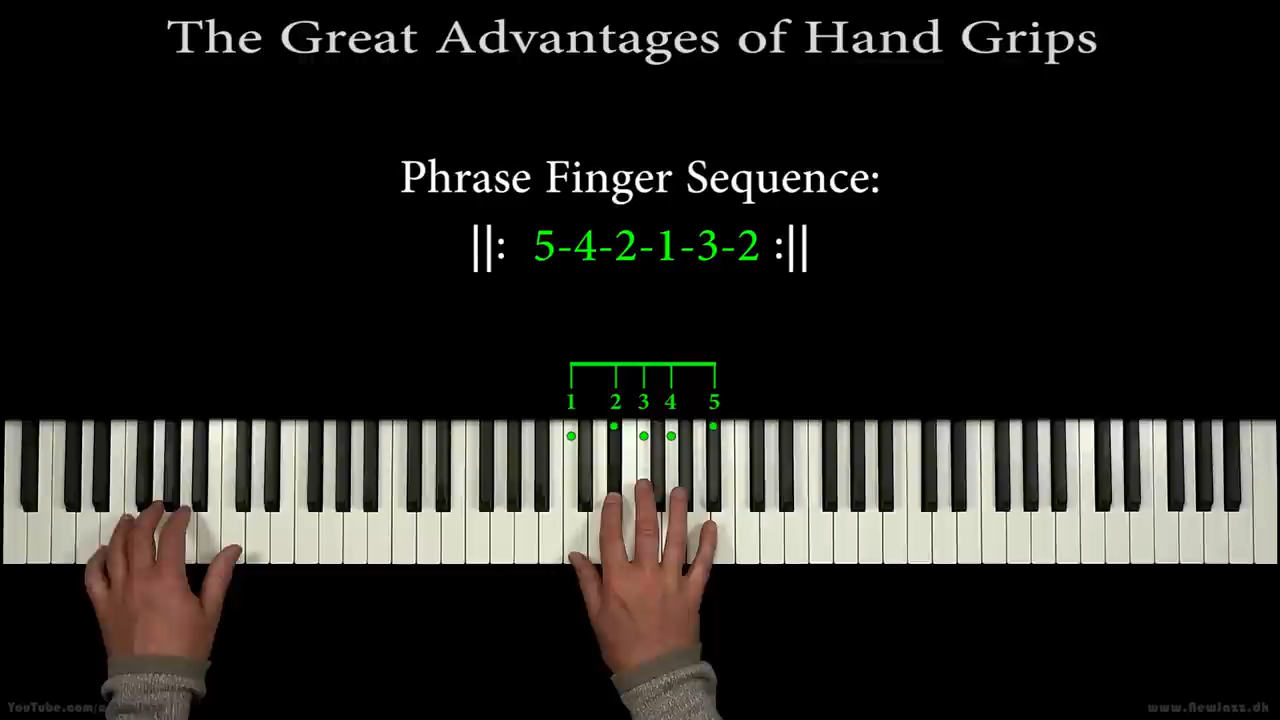 The Great Advantages of Hand Grips
Phrase Finger Sequence:
||: 5-4-2-1-3-2 :||
1 2 3 4 5
www.NewJazz.dk